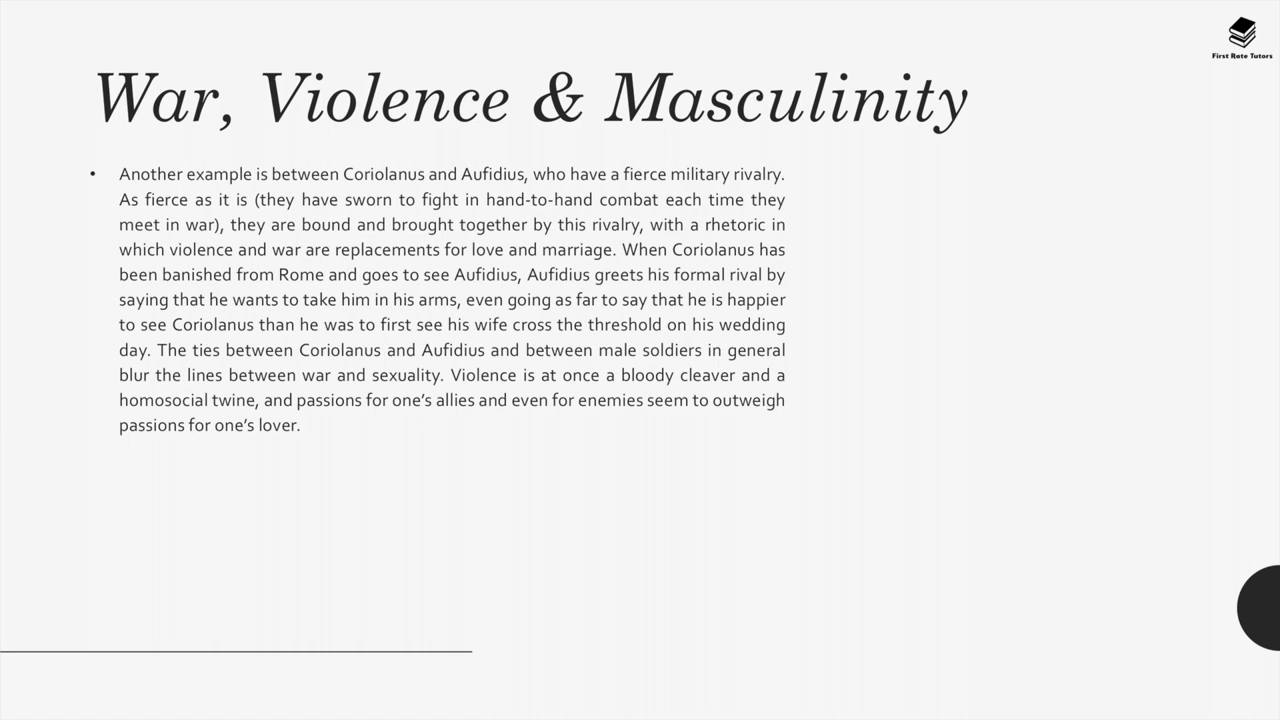 First Rate Tutors
War, Violence & Masculinity
• Another example is between Coriolanus and Aufidius, who have a fierce military rivalry.
As fierce as it is (they have sworn to fight in hand-to-hand combat each time they
meet in war), they are bound and brought together by this rivalry, with a rhetoric in
which violence and war are replacements for love and marriage. When Coriolanus has
been banished from Rome and goes to see Aufidius, Aufidius greets his formal rival by
saying that he wants to take him in his arms, even going as far to say that he is happier
to see Coriolanus than he was to first see his wife cross the threshold on his wedding
day. The ties between Coriolanus and Aufidius and between male soldiers in general
blur the lines between war and sexuality. Violence is at once a bloody cleaver and a
homosocial twine, and passions for one’s allies and even for enemies seem to outweigh
passions for one’s lover.